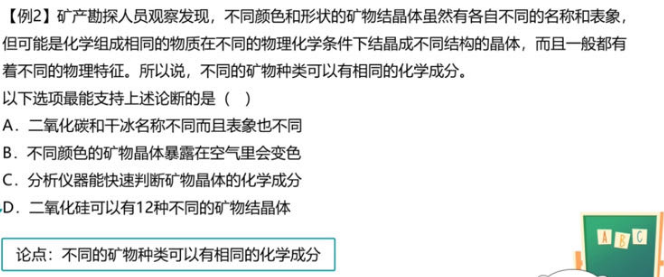 【例2】矿产勘探人员观察发现，不同颜色和形状的矿物结晶体虽然有各自不同的名称和表象，
但可能是化学组成相同的物质在不同的物理化学条件下结晶成不同结构的晶体，而且一般都有
着不同的物理特征。所以说，不同的矿物种类可以有相同的化学成分。
以下选项最能支持上述论断的是（ ）
A．二氧化碳和干冰名称不同而且表象也不同
B．不同颜色的矿物晶体暴露在空气里会变色
C．分析仪器能快速判断矿物晶体的化学成分
D．二氧化硅可以有12种不同的矿物结晶体
论点：不同的矿物种类可以有相同的化学成分
A B C